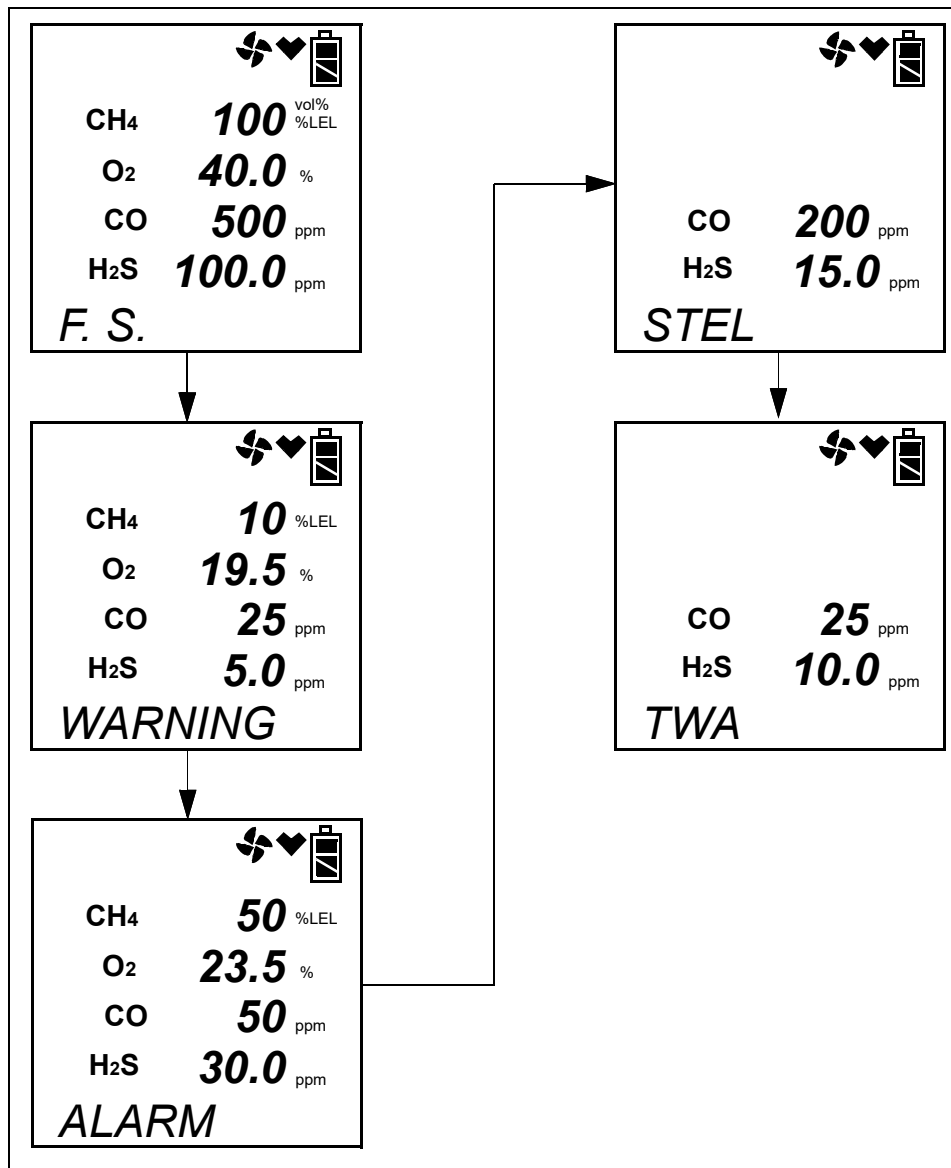 CH4 100 vol% %LEL
O2 40.0 %
CO 500 ppm
H2S 100.0 ppm
F. S.
CH4 10 %LEL
O2 19.5 %
CO 25 ppm
H2S 5.0 ppm
WARNING
CH4 50 %LEL
O2 23.5 %
CO 50 ppm
H2S 30.0 ppm
ALARM
CO 200 ppm
H2S 15.0 ppm
STEL
CO 25 ppm
H2S 10.0 ppm
TWA